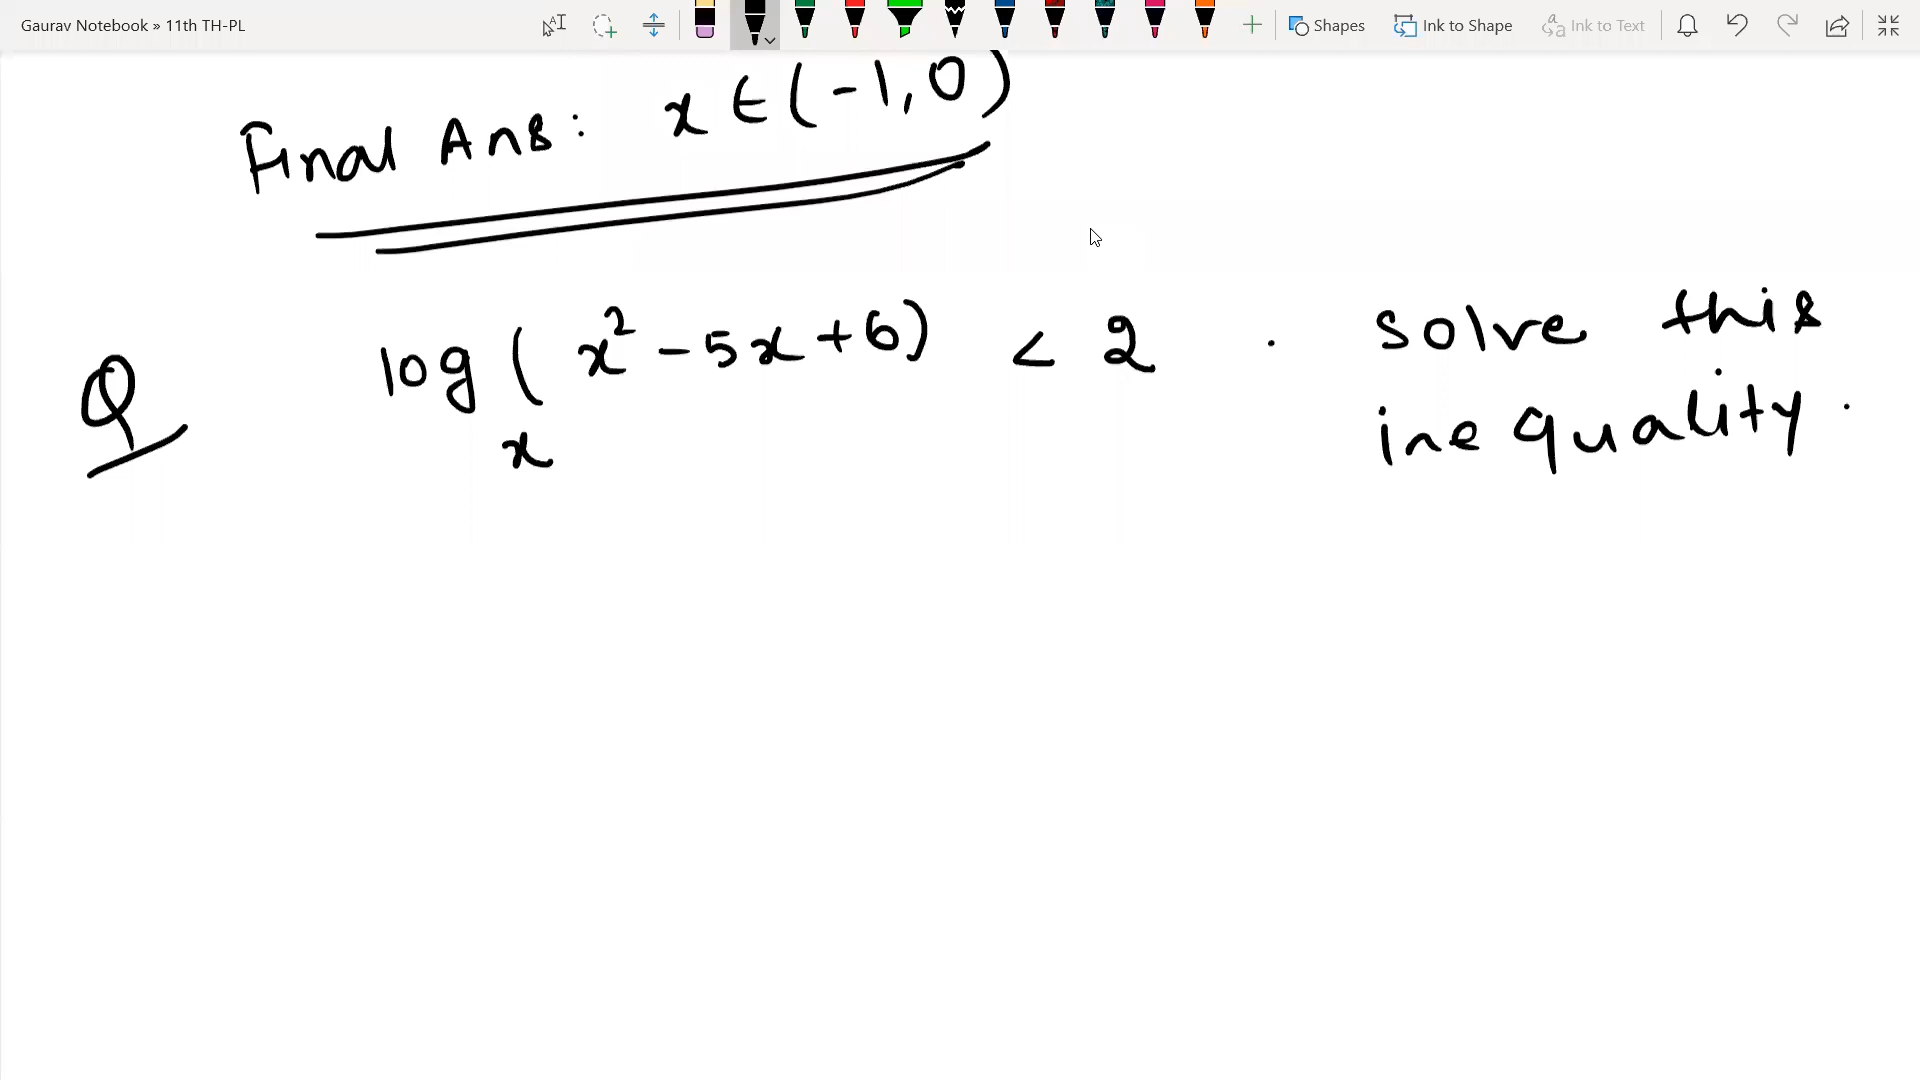 Gaurav Notebook » 11th TH-PL
Shapes Ink to Shape Ink to Text
Final Ans: x ∈ (-1,0)
Q log (x² - 5x + 6) < 2 . solve this
x inequality.